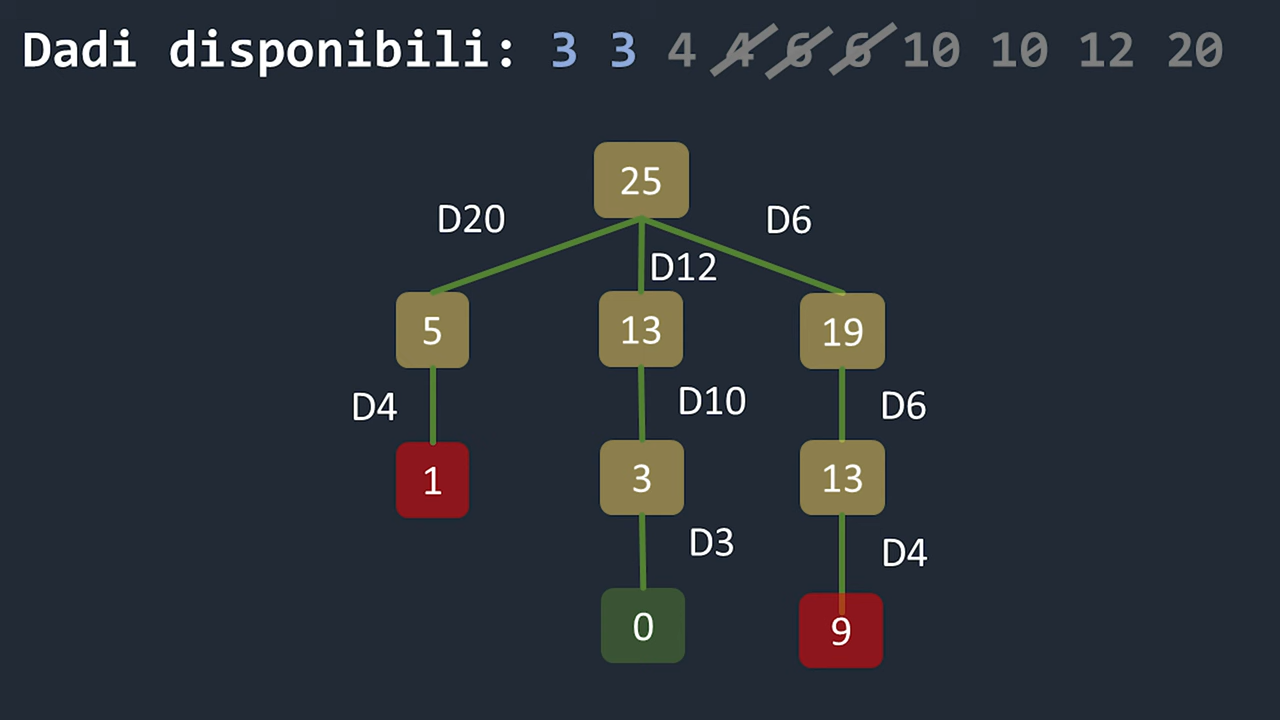 Dadi disponibili: 3 3 4 4 6 6 10 10 12 20
25
D20 D12 D6
5 13 19
D4 D10 D6
1 3 13
D3 D4
0 9